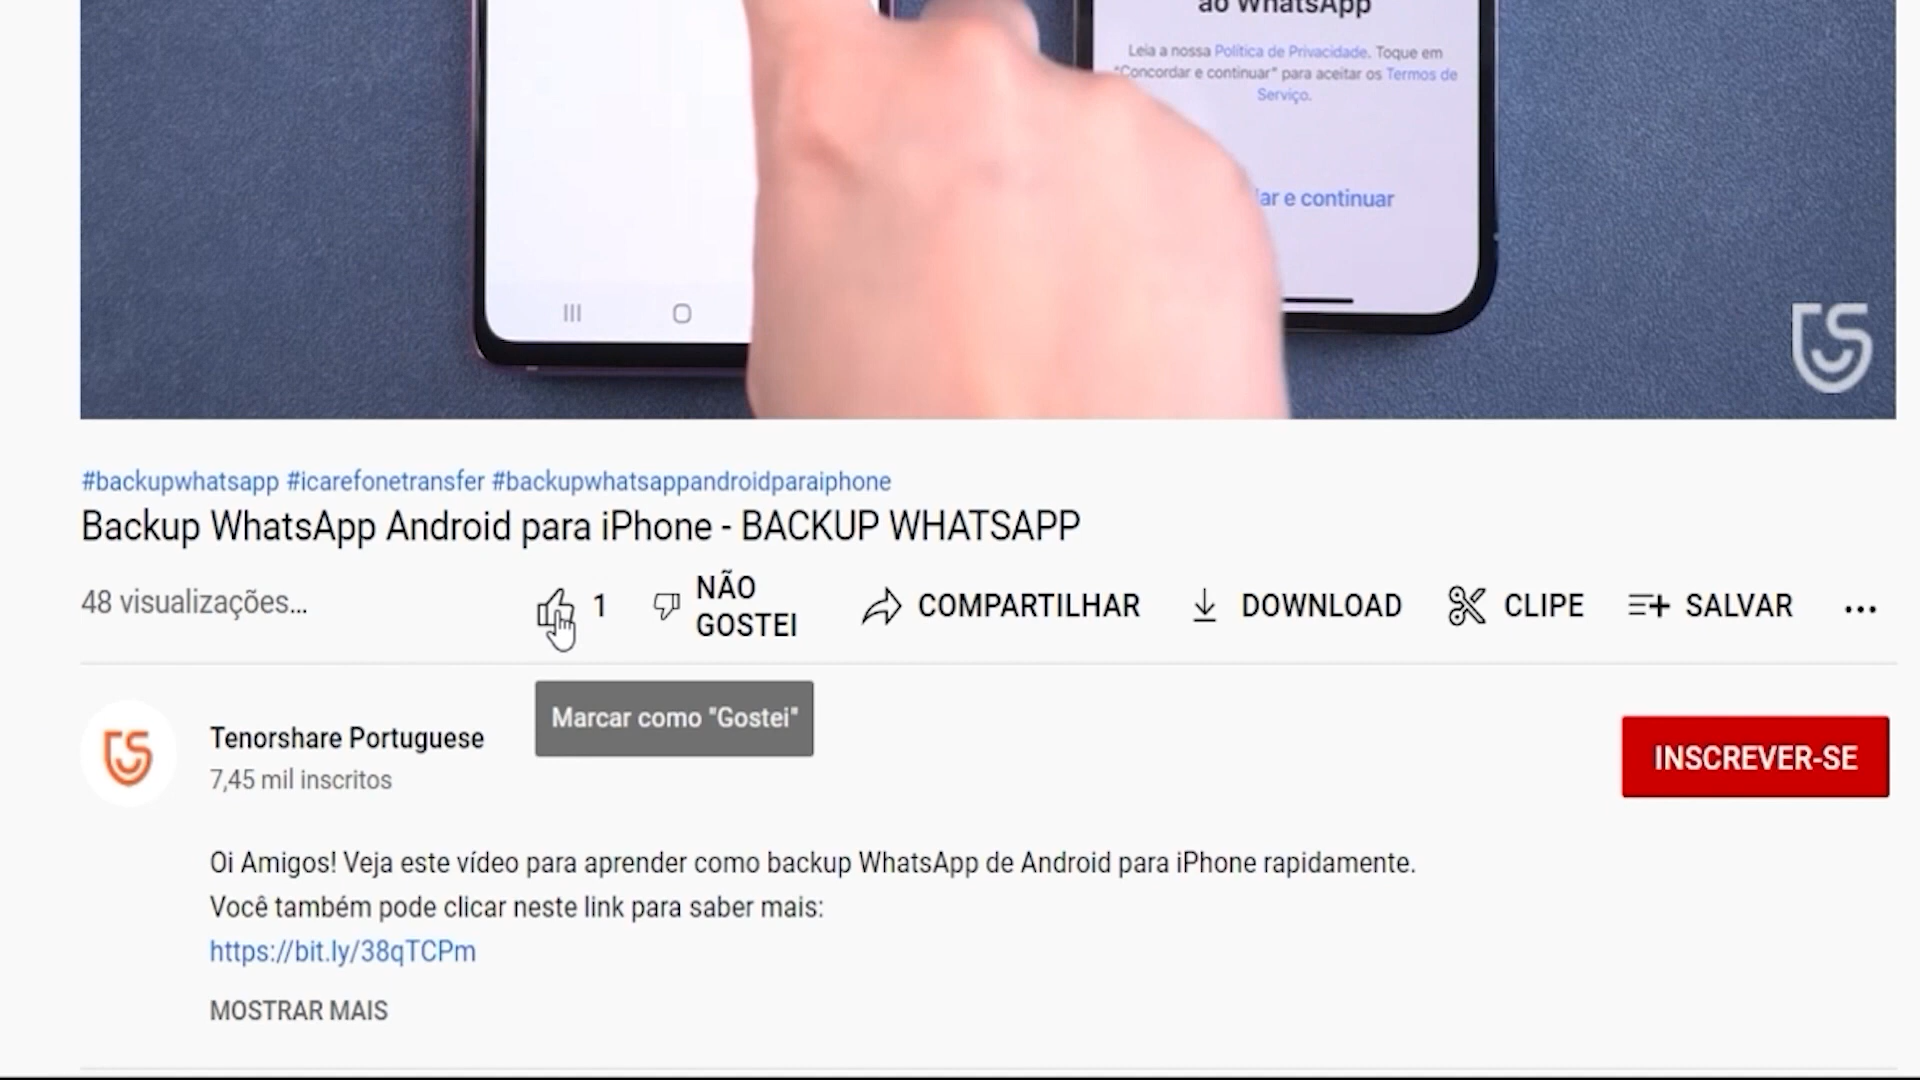 ao WhatsApp
Leia a nossa Política de Privacidade. Toque em
"Concordar e continuar" para aceitar os Termos de
Serviço.
ar e continuar
#backupwhatsapp #icarefonetransfer #backupwhatsappandroidparaiphone
Backup WhatsApp Android para iPhone - BACKUP WHATSAPP
48 visualizações...
1
NÃO
GOSTEI
COMPARTILHAR
DOWNLOAD
CLIPE
SALVAR
Marcar como "Gostei"
Tenorshare Portuguese
7,45 mil inscritos
INSCREVER-SE
Oi Amigos! Veja este vídeo para aprender como backup WhatsApp de Android para iPhone rapidamente.
Você também pode clicar neste link para saber mais:
https://bit.ly/38qTCPm
MOSTRAR MAIS